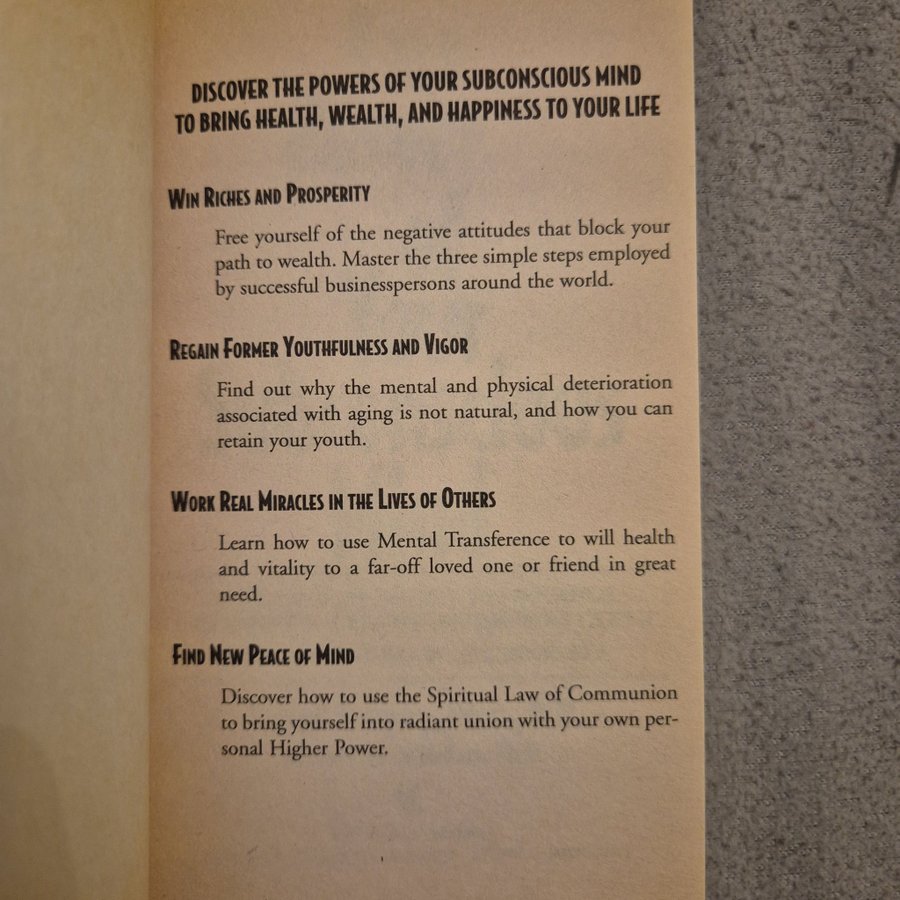 DISCOVER THE POWERS OF YOUR SUBCONSCIOUS MIND
TO BRING HEALTH, WEALTH, AND HAPPINESS TO YOUR LIFE
WIN RICHES AND PROSPERITY
Free yourself of the negative attitudes that block your
path to wealth. Master the three simple steps employed
by successful businesspersons around the world.
REGAIN FORMER YOUTHFULNESS AND VIGOR
Find out why the mental and physical deterioration
associated with aging is not natural, and how you can
retain your youth.
WORK REAL MIRACLES IN THE LIVES OF OTHERS
Learn how to use Mental Transference to will health
and vitality to a far-off loved one or friend in great
need.
FIND NEW PEACE OF MIND
Discover how to use the Spiritual Law of Communion
to bring yourself into radiant union with your own per-
sonal Higher Power.